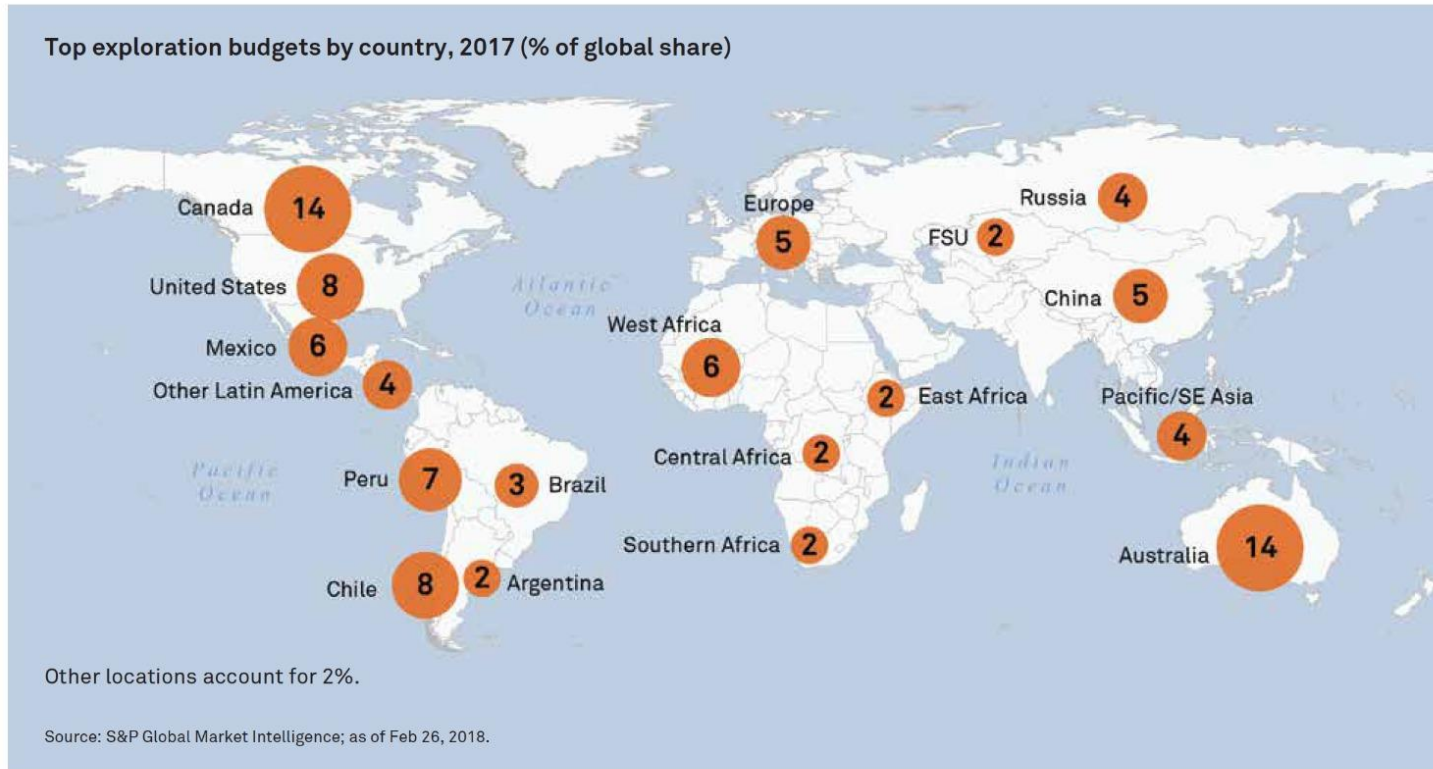 Top exploration budgets by country, 2017 (% of global share)
Canada 14
United States 8
Mexico 6
Other Latin America 4
Peru 7
3 Brazil
Chile 8
2 Argentina
Atlantic
Ocean
Pacific
Ocean
Europe
5
West Africa
6
2 East Africa
Central Africa 2
Southern Africa 2
Russia 4
FSU 2
China 5
Pacific/SE Asia
4
Indian
Ocean
Australia 14
Other locations account for 2%.
Source: S&P Global Market Intelligence; as of Feb 26, 2018.